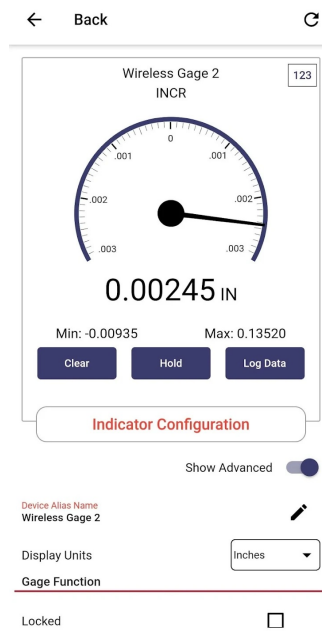 Back
Wireless Gage 2
123
INCR
0
.001
.001
.002
.002
.003
.003
0.00245 IN
Min: -0.00935
Max: 0.13520
Clear
Hold
Log Data
Indicator Configuration
Show Advanced
Device Alias Name
Wireless Gage 2
Display Units
Inches
Gage Function
Locked